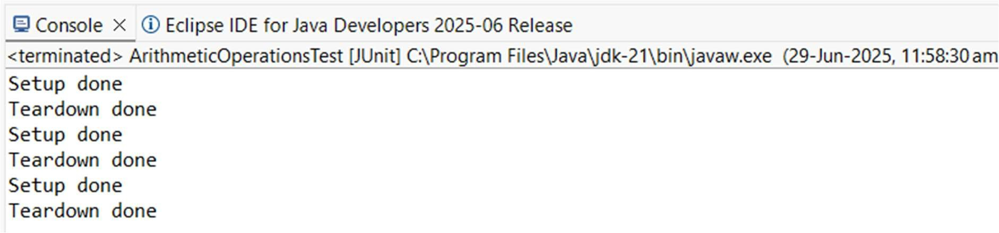 Console Eclipse IDE for Java Developers 2025-06 Release
<terminated> ArithmeticOperationsTest [JUnit] C:\Program Files\Java\jdk-21\bin\javaw.exe (29-Jun-2025, 11:58:30 am
Setup done
Teardown done
Setup done
Teardown done
Setup done
Teardown done